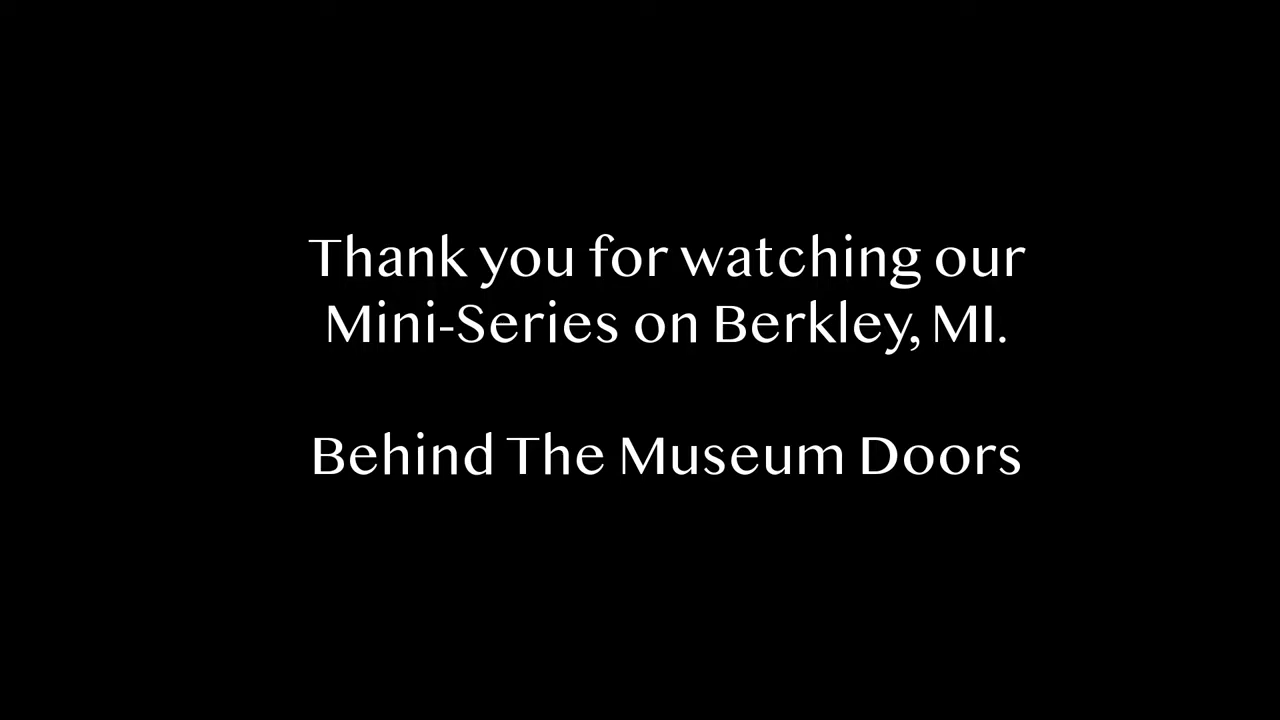 Thank you for watching our
Mini-Series on Berkley, MI.
Behind The Museum Doors